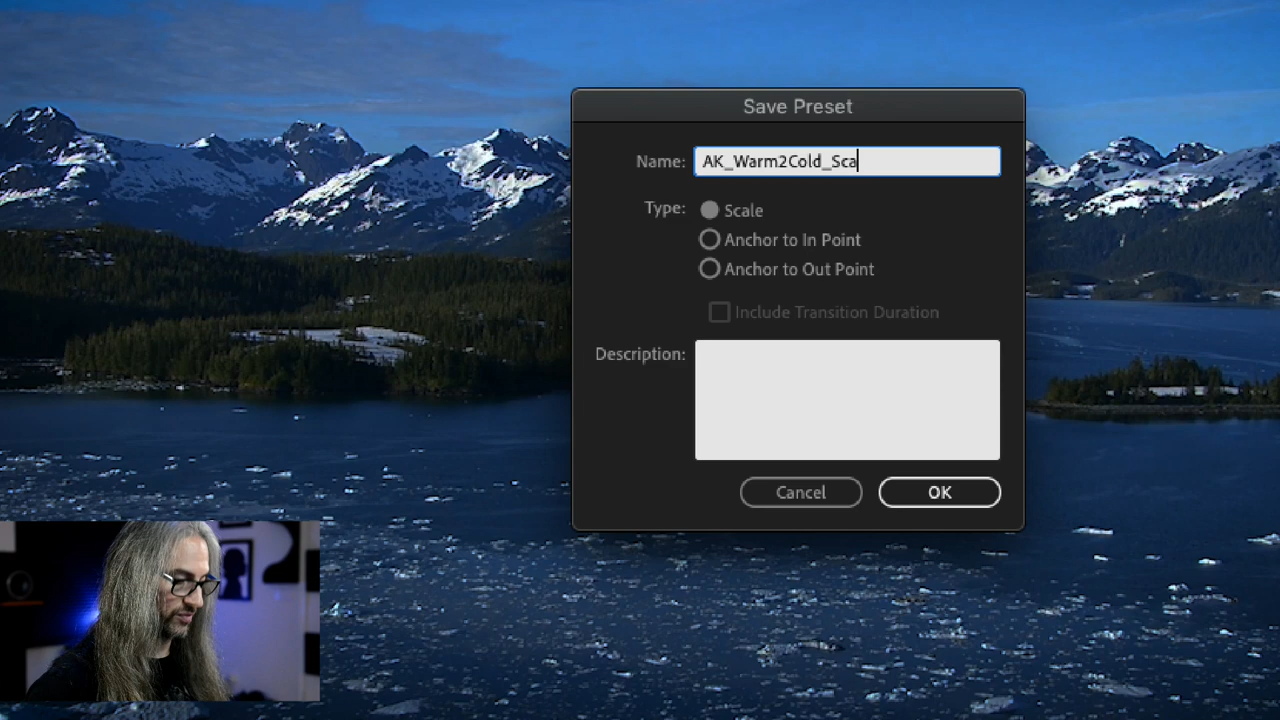 Save Preset
Name: AK_Warm2Cold_Sca
Type: Scale
Anchor to In Point
Anchor to Out Point
Include Transition Duration
Description:
Cancel OK